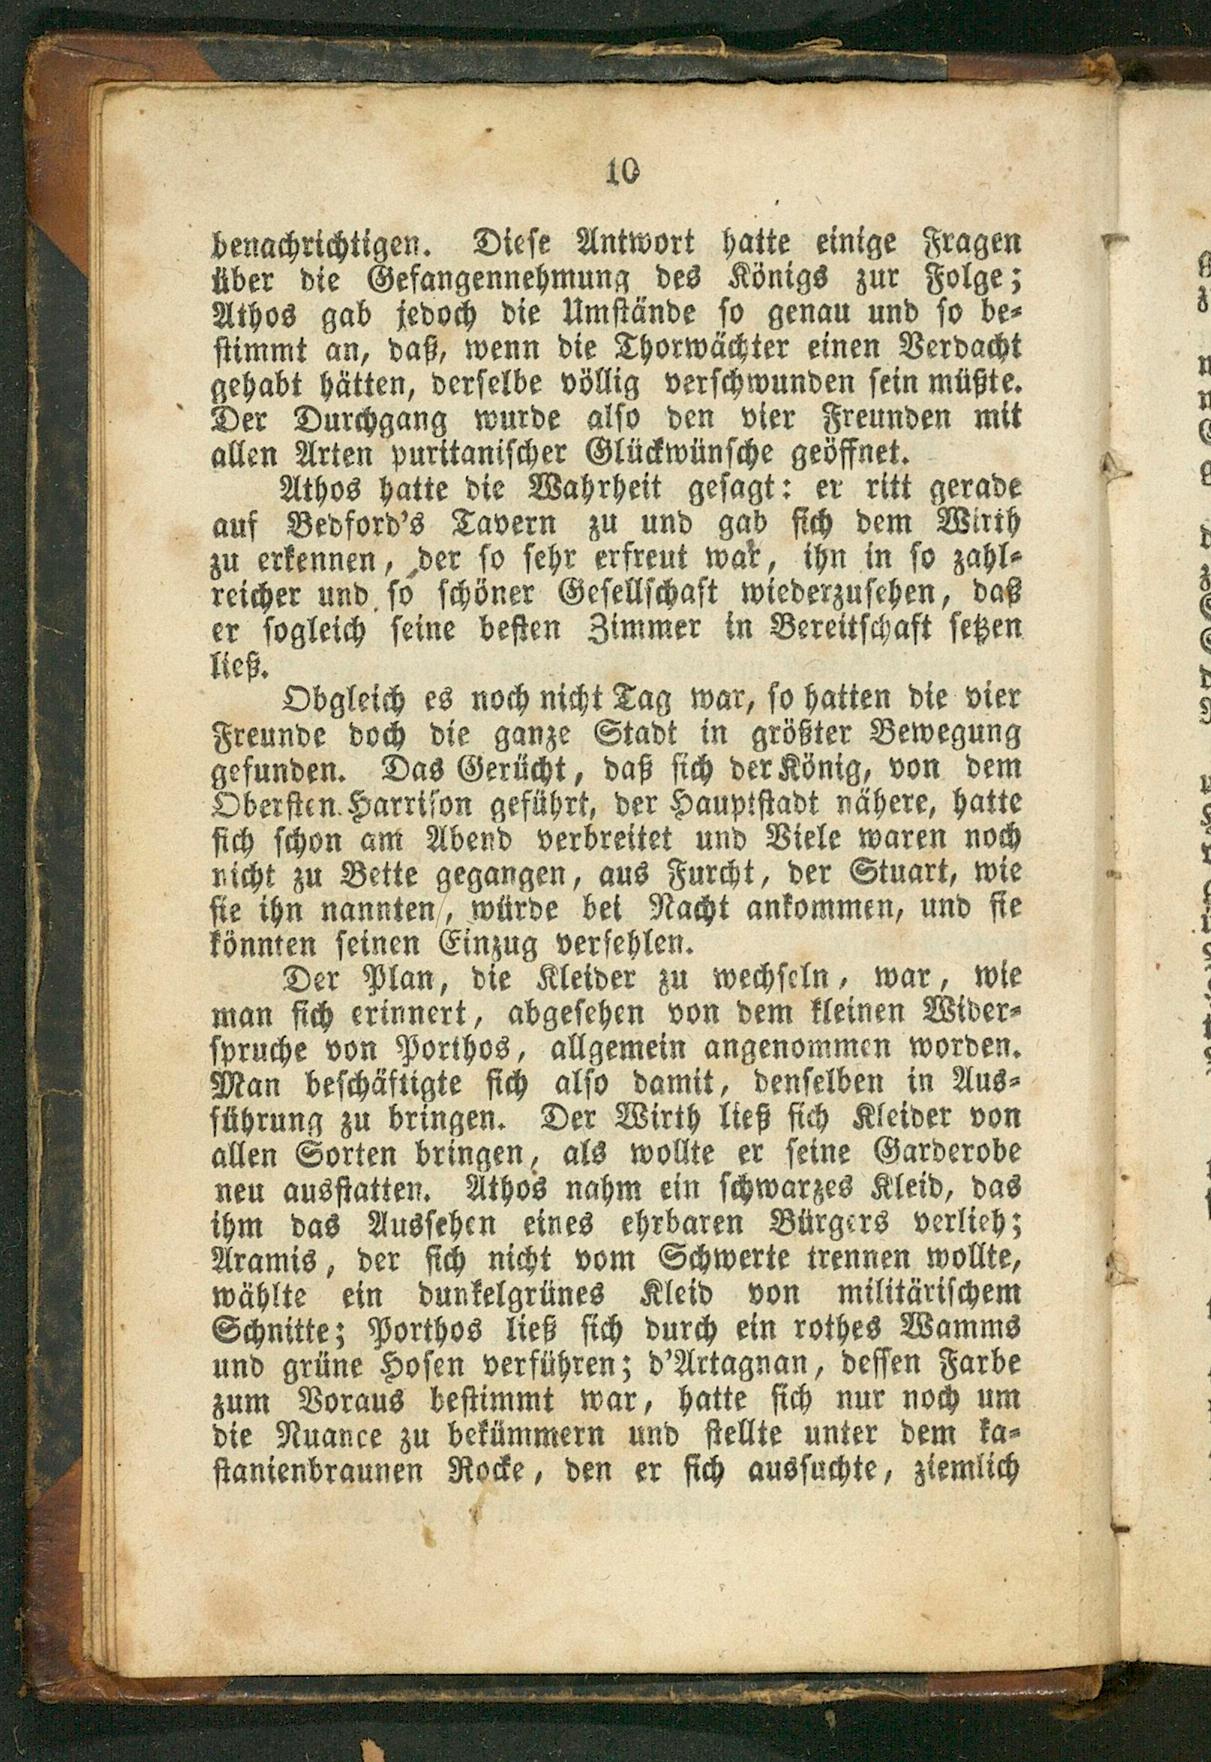 10
benachrichtigen. Diese Antwort hatte einige Fragen
über die Gefangennehmung des Königs zur Folge;
Athos gab jedoch die Umstände so genau und so be-
stimmt an, daß, wenn die Thorwächter einen Verdacht
gehabt hätten, derselbe völlig verschwunden sein müßte.
Der Durchgang wurde also den vier Freunden mit
allen Arten puritanischer Glückwünsche geöffnet.
Athos hatte die Wahrheit gesagt: er ritt gerade
auf Bedford's Tavern zu und gab sich dem Wirth
zu erkennen, der so sehr erfreut war, ihn in so zahl-
reicher und so schöner Gesellschaft wiederzusehen, daß
er sogleich seine besten Zimmer in Bereitschaft setzen
ließ.
Obgleich es noch nicht Tag war, so hatten die vier
Freunde doch die ganze Stadt in größter Bewegung
gefunden. Das Gerücht, daß sich der König, von dem
Obersten Harrison geführt, der Hauptstadt nähere, hatte
sich schon am Abend verbreitet und Viele waren noch
nicht zu Bette gegangen, aus Furcht, der Stuart, wie
sie ihn nannten, würde bei Nacht ankommen, und sie
könnten seinen Einzug verfehlen.
Der Plan, die Kleider zu wechseln, war, wie
man sich erinnert, abgesehen von dem kleinen Wider-
spruche von Porthos, allgemein angenommen worden.
Man beschäftigte sich also damit, denselben in Aus-
führung zu bringen. Der Wirth ließ sich Kleider von
allen Sorten bringen, als wollte er seine Garderobe
neu ausstatten. Athos nahm ein schwarzes Kleid, das
ihm das Aussehen eines ehrbaren Bürgers verlieh;
Aramis, der sich nicht vom Schwerte trennen wollte,
wählte ein dunkelgrünes Kleid von militärischem
Schnitte; Porthos ließ sich durch ein rothes Wamms
und grüne Hosen verführen; d'Artagnan, dessen Farbe
zum Voraus bestimmt war, hatte sich nur noch um
die Nuance zu bekümmern und stellte unter dem ka-
stanienbraunen Rocke, den er sich aussuchte, ziemlich